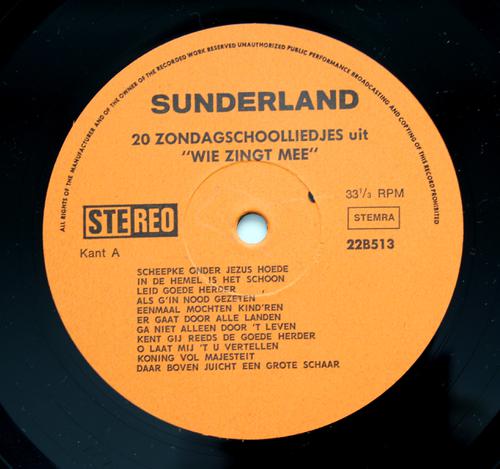 ALL RIGHTS OF THE MANUFACTURER AND OF THE OWNER OF THE RECORDED WORK RESERVED UNAUTHORIZED PUBLIC PERFORMANCE BROADCASTING AND COPYING OF THIS RECORD PROHIBITED
SUNDERLAND
20 ZONDAGSCHOOLLIEDJES uit
"WIE ZINGT MEE"
33 1/3 RPM
STEREO
STEMRA
Kant A
22B513
SCHEEPKE ONDER JEZUS HOEDE
IN DE HEMEL IS HET SCHOON
LEID GOEDE HERDER
ALS G'IN NOOD GEZETEN
EENMAAL MOCHTEN KIND'REN
ER GAAT DOOR ALLE LANDEN
GA NIET ALLEEN DOOR 'T LEVEN
KENT GIJ REEDS DE GOEDE HERDER
O LAAT MIJ 'T U VERTELLEN
KONING VOL MAJESTEIT
DAAR BOVEN JUICHT EEN GROTE SCHAAR